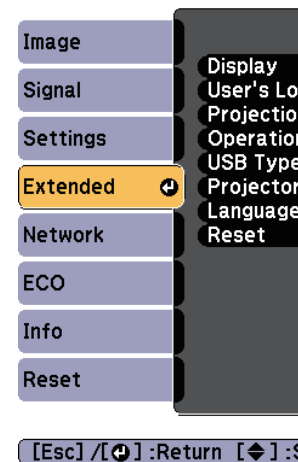 Image
Signal
Settings
Extended
Network
ECO
Info
Reset
Display
User's Lo
Projectio
Operation
USB Type
Projector
Language
Reset
[Esc] /[ ] :Return [ ] :S